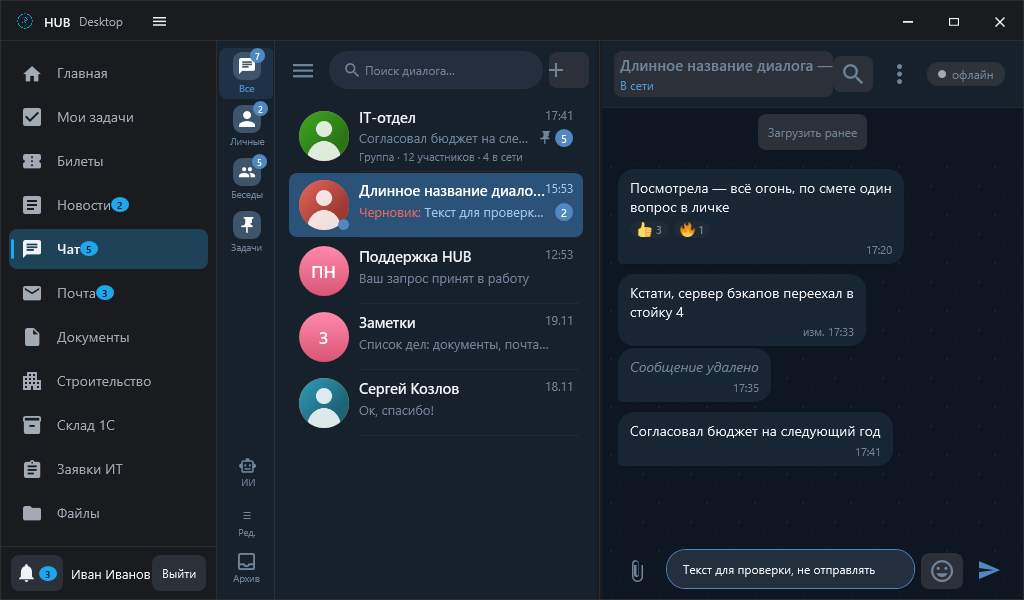 HUB Desktop
Главная
Мои задачи
Билеты
Новости 2
Чат 5
Почта 3
Документы
Строительство
Склад 1С
Заявки ИТ
Файлы
3 Иван Иванов Выйти
7
Все
2
Личные
5
Беседы
Задачи
ИИ
Ред.
Архив
Поиск диалога...
IT-отдел 17:41
Согласовал бюджет на сле... 5
Группа · 12 участников · 4 в сети
Длинное название диало... 15:53
Черновик: Текст для проверк... 2
ПН
Поддержка HUB 12:53
Ваш запрос принят в работу
З
Заметки 19.11
Список дел: документы, почта...
Сергей Козлов 18.11
Ок, спасибо!
Длинное название диалога —
В сети
офлайн
Загрузить ранее
Посмотрела — всё огонь, по смете один
вопрос в личке
👍 3 🔥 1
17:20
Кстати, сервер бэкапов переехал в
стойку 4
изм. 17:33
Сообщение удалено
17:35
Согласовал бюджет на следующий год
17:41
Текст для проверки, не отправлять